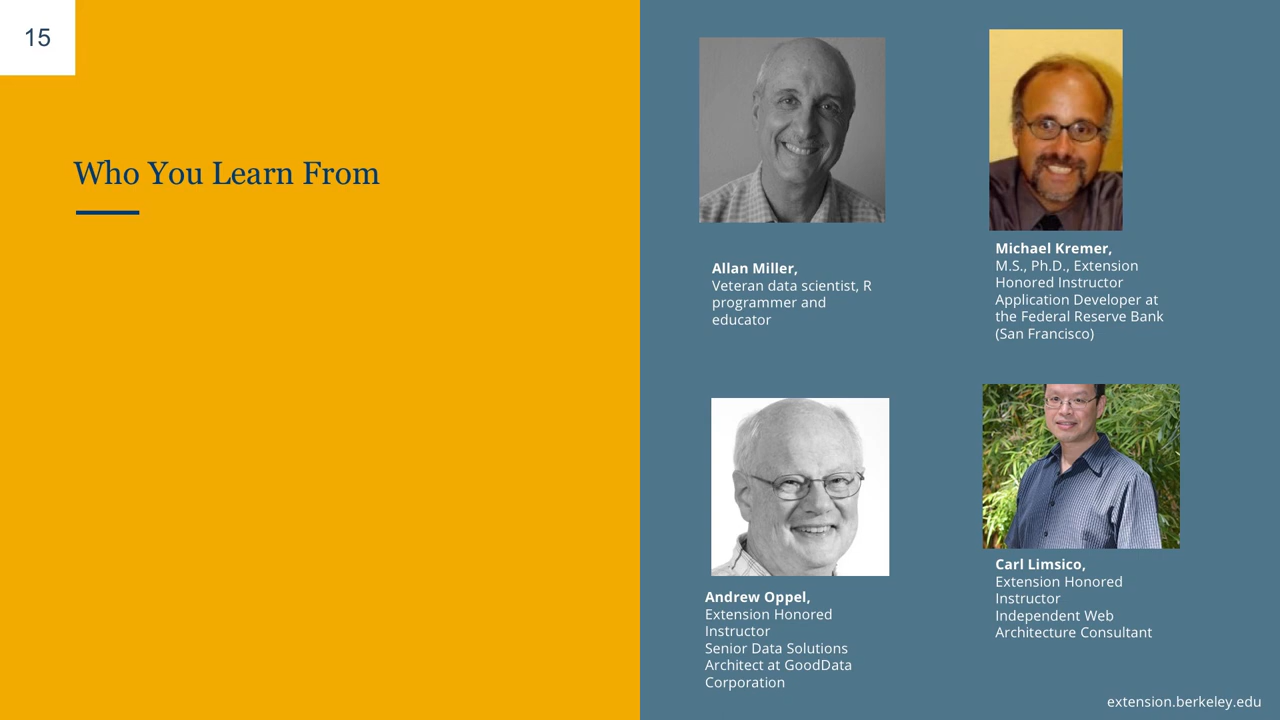 15
Who You Learn From
Allan Miller,
Veteran data scientist, R
programmer and
educator
Michael Kremer,
M.S., Ph.D., Extension
Honored Instructor
Application Developer at
the Federal Reserve Bank
(San Francisco)
Andrew Oppel,
Extension Honored
Instructor
Senior Data Solutions
Architect at GoodData
Corporation
Carl Limsico,
Extension Honored
Instructor
Independent Web
Architecture Consultant
extension.berkeley.edu